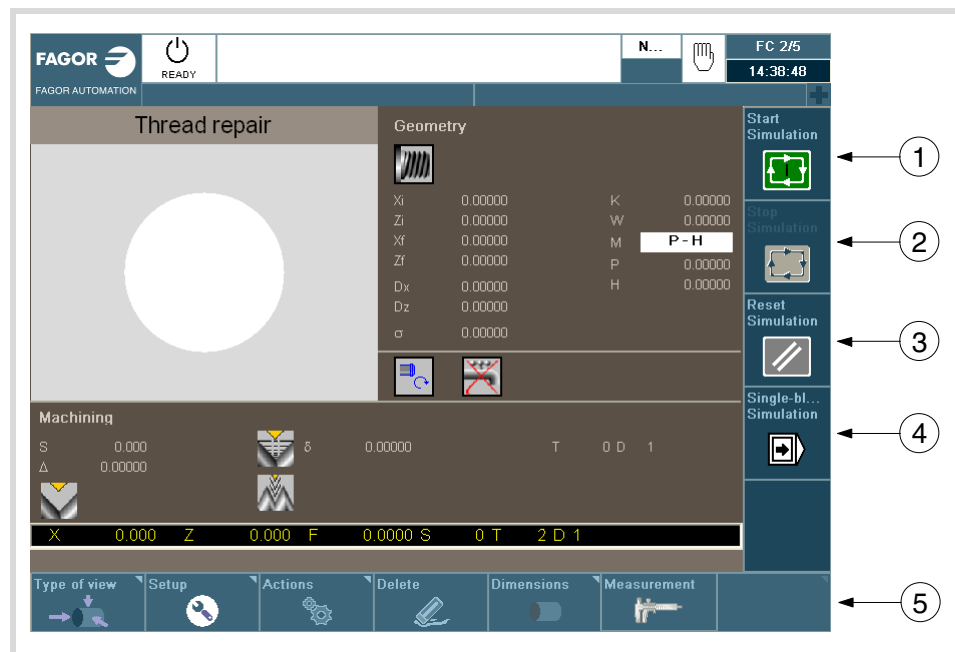 FAGOR
READY
N...
FC 2/5
14:38:48
FAGOR AUTOMATION
Thread repair
Geometry
Xi 0.00000 K 0.00000
Zi 0.00000 W 0.00000
Xf 0.00000 M P - H
Zf 0.00000 P 0.00000
Dx 0.00000 H 0.00000
Dz 0.00000
σ 0.00000
Machining
S 0.000 δ 0.00000 T 0 D 1
Δ 0.00000
X 0.000 Z 0.000 F 0.0000 S 0 T 2 D 1
Start
Simulation
1
Stop
Simulation
2
Reset
Simulation
3
Single-bl...
Simulation
4
Type of view Setup Actions Delete Dimensions Measurement
5